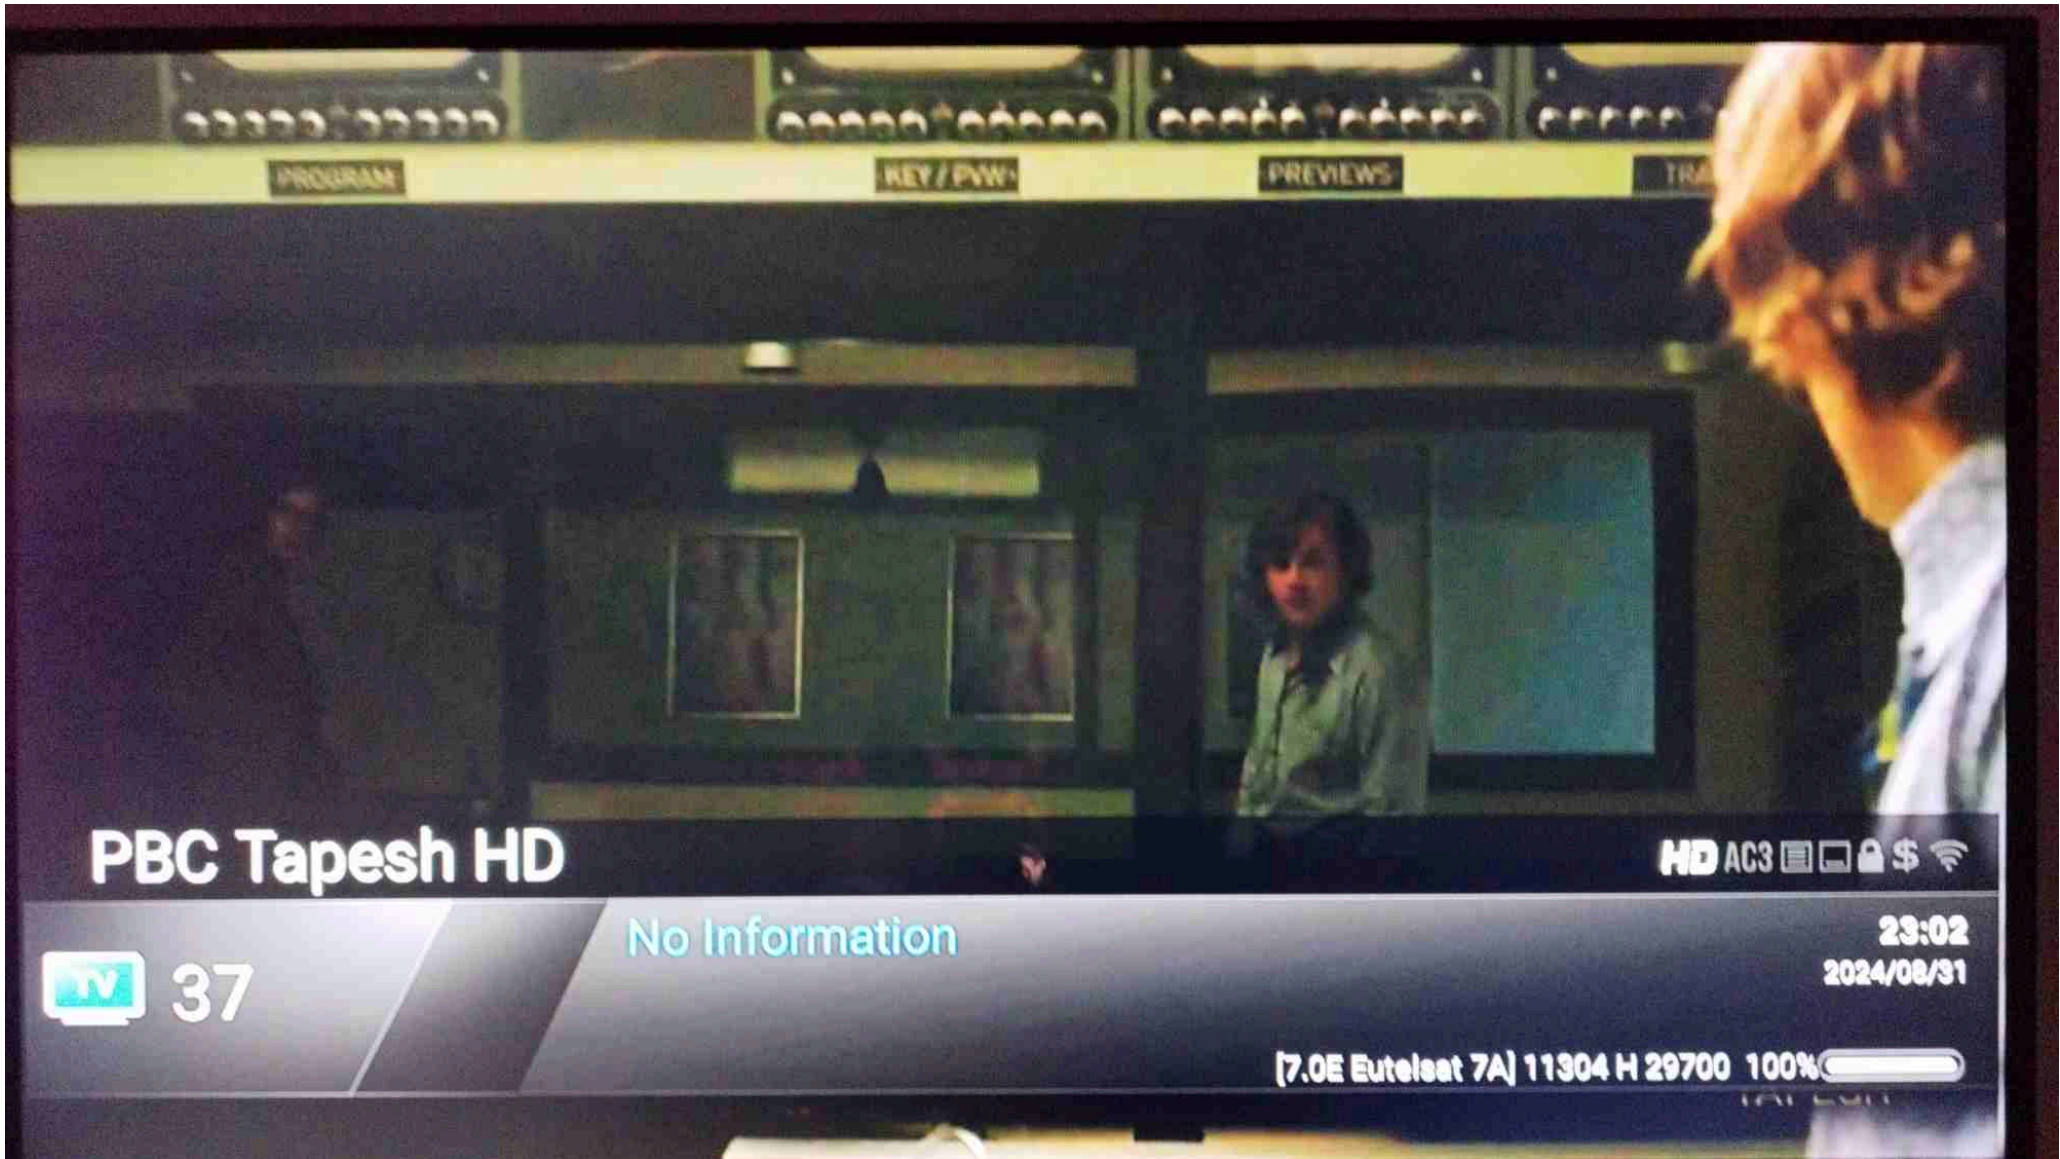 PROGRAM
KEY / PVW
PREVIEWS
TRA
PBC Tapesh HD
HD AC3 $
TV 37
No Information
23:02
2024/08/31
[7.0E Eutelsat 7A] 11304 H 29700 100%